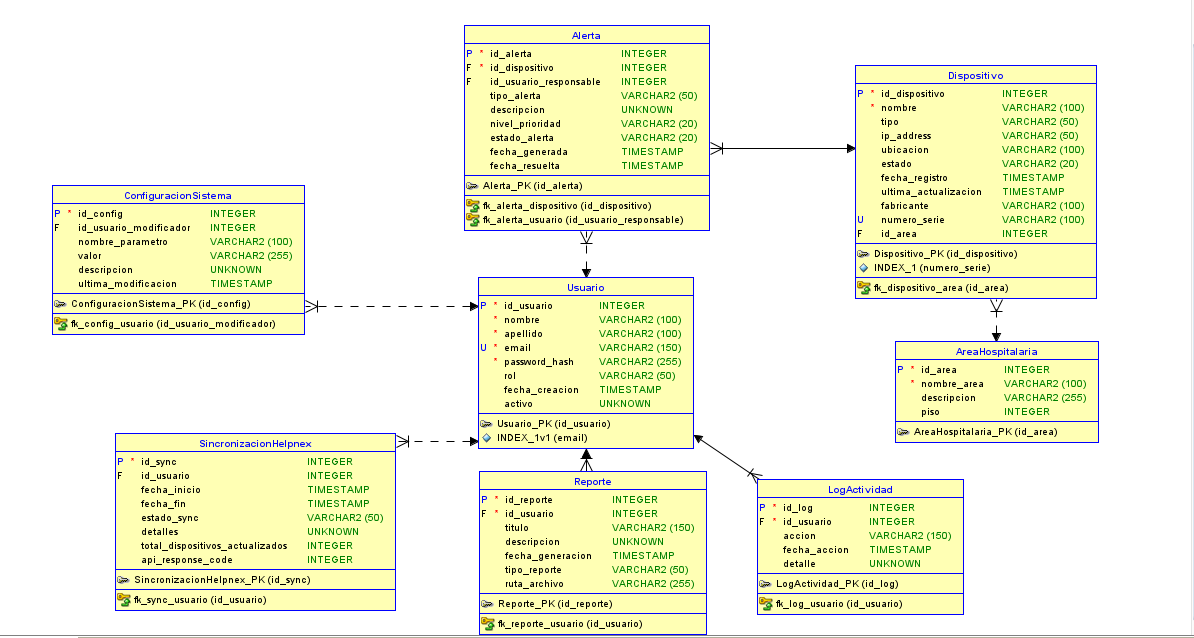 Alerta
P * id_alerta INTEGER
F * id_dispositivo INTEGER
F id_usuario_responsable INTEGER
tipo_alerta VARCHAR2 (50)
descripcion UNKNOWN
nivel_prioridad VARCHAR2 (20)
estado_alerta VARCHAR2 (20)
fecha_generada TIMESTAMP
fecha_resuelta TIMESTAMP
Alerta_PK (id_alerta)
fk_alerta_dispositivo (id_dispositivo)
fk_alerta_usuario (id_usuario_responsable)
Dispositivo
P * id_dispositivo INTEGER
* nombre VARCHAR2 (100)
tipo VARCHAR2 (50)
ip_address VARCHAR2 (50)
ubicacion VARCHAR2 (100)
estado VARCHAR2 (20)
fecha_registro TIMESTAMP
ultima_actualizacion TIMESTAMP
fabricante VARCHAR2 (100)
U numero_serie VARCHAR2 (100)
F id_area INTEGER
Dispositivo_PK (id_dispositivo)
INDEX_1 (numero_serie)
fk_dispositivo_area (id_area)
ConfiguracionSistema
P * id_config INTEGER
F id_usuario_modificador INTEGER
nombre_parametro VARCHAR2 (100)
valor VARCHAR2 (255)
descripcion UNKNOWN
ultima_modificacion TIMESTAMP
ConfiguracionSistema_PK (id_config)
fk_config_usuario (id_usuario_modificador)
Usuario
P * id_usuario INTEGER
* nombre VARCHAR2 (100)
* apellido VARCHAR2 (100)
U * email VARCHAR2 (150)
* password_hash VARCHAR2 (255)
rol VARCHAR2 (50)
fecha_creacion TIMESTAMP
activo UNKNOWN
Usuario_PK (id_usuario)
INDEX_1v1 (email)
AreaHospitalaria
P * id_area INTEGER
* nombre_area VARCHAR2 (100)
descripcion VARCHAR2 (255)
piso INTEGER
AreaHospitalaria_PK (id_area)
SincronizacionHelpnex
P * id_sync INTEGER
F id_usuario INTEGER
fecha_inicio TIMESTAMP
fecha_fin TIMESTAMP
estado_sync VARCHAR2 (50)
detalles UNKNOWN
total_dispositivos_actualizados INTEGER
api_response_code INTEGER
SincronizacionHelpnex_PK (id_sync)
fk_sync_usuario (id_usuario)
Reporte
P * id_reporte INTEGER
F * id_usuario INTEGER
titulo VARCHAR2 (150)
descripcion UNKNOWN
fecha_generacion TIMESTAMP
tipo_reporte VARCHAR2 (50)
ruta_archivo VARCHAR2 (255)
Reporte_PK (id_reporte)
fk_reporte_usuario (id_usuario)
LogActividad
P * id_log INTEGER
F * id_usuario INTEGER
accion VARCHAR2 (150)
fecha_accion TIMESTAMP
detalle UNKNOWN
LogActividad_PK (id_log)
fk_log_usuario (id_usuario)